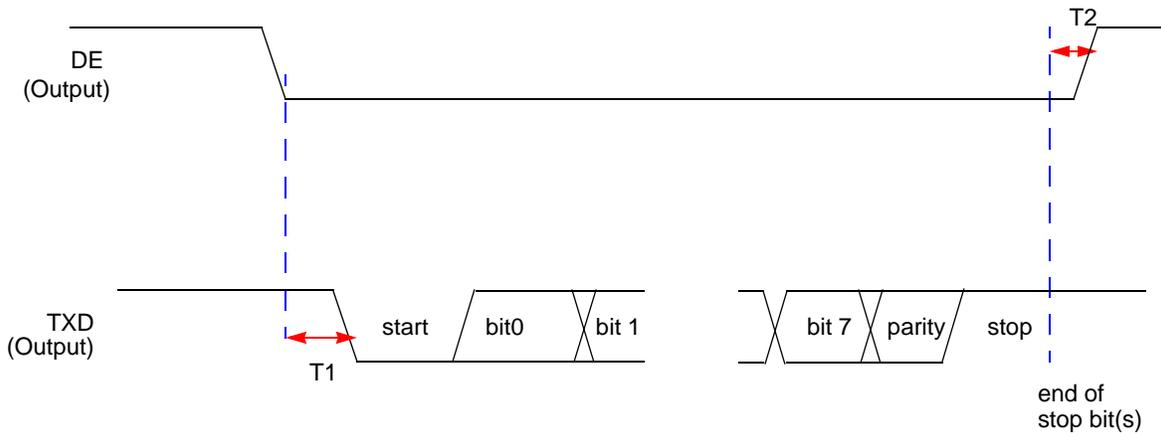 T2
DE
(Output)
TXD
(Output)
start
bit0
bit 1
bit 7
parity
stop
T1
end of
stop bit(s)